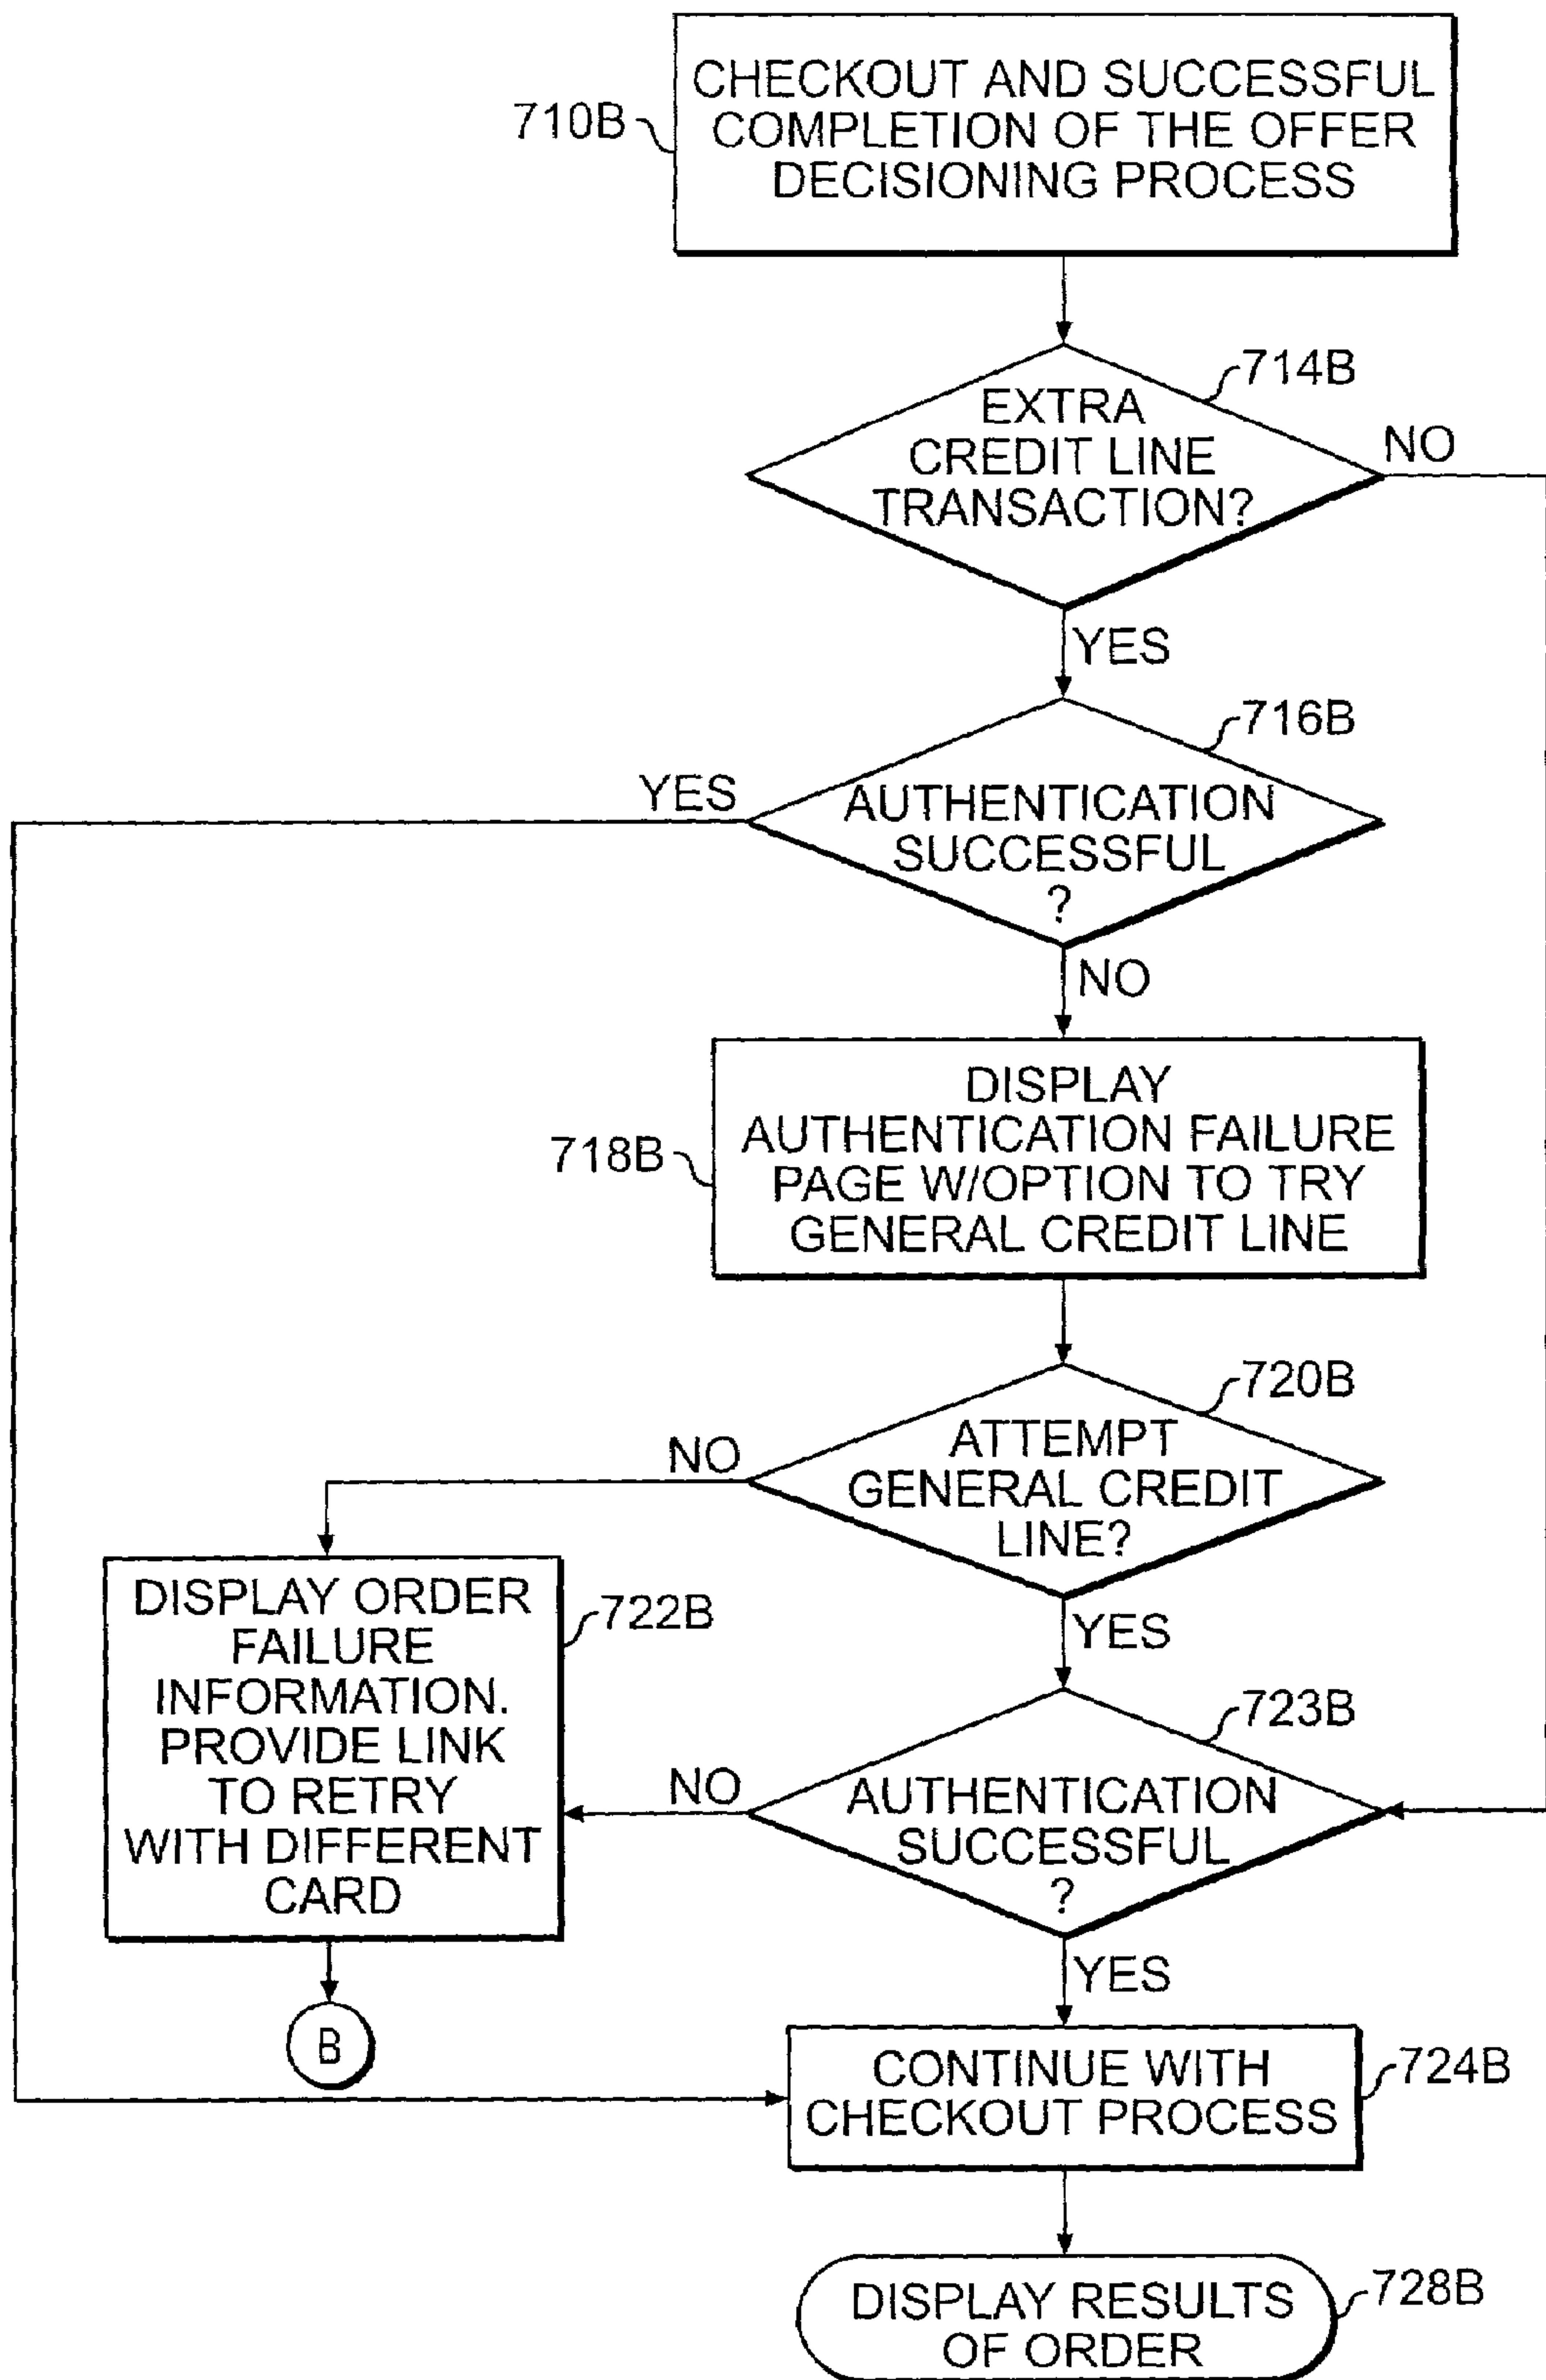 CHECKOUT AND SUCCESSFUL
COMPLETION OF THE OFFER
DECISIONING PROCESS
710B
EXTRA
CREDIT LINE
TRANSACTION?
714B
NO
YES
716B
YES
AUTHENTICATION
SUCCESSFUL
?
NO
DISPLAY
AUTHENTICATION FAILURE
PAGE W/OPTION TO TRY
GENERAL CREDIT LINE
718B
720B
ATTEMPT
GENERAL CREDIT
LINE?
NO
YES
DISPLAY ORDER
FAILURE
INFORMATION.
PROVIDE LINK
TO RETRY
WITH DIFFERENT
CARD
722B
723B
AUTHENTICATION
SUCCESSFUL
?
NO
YES
B
CONTINUE WITH
CHECKOUT PROCESS
724B
DISPLAY RESULTS
OF ORDER
728B